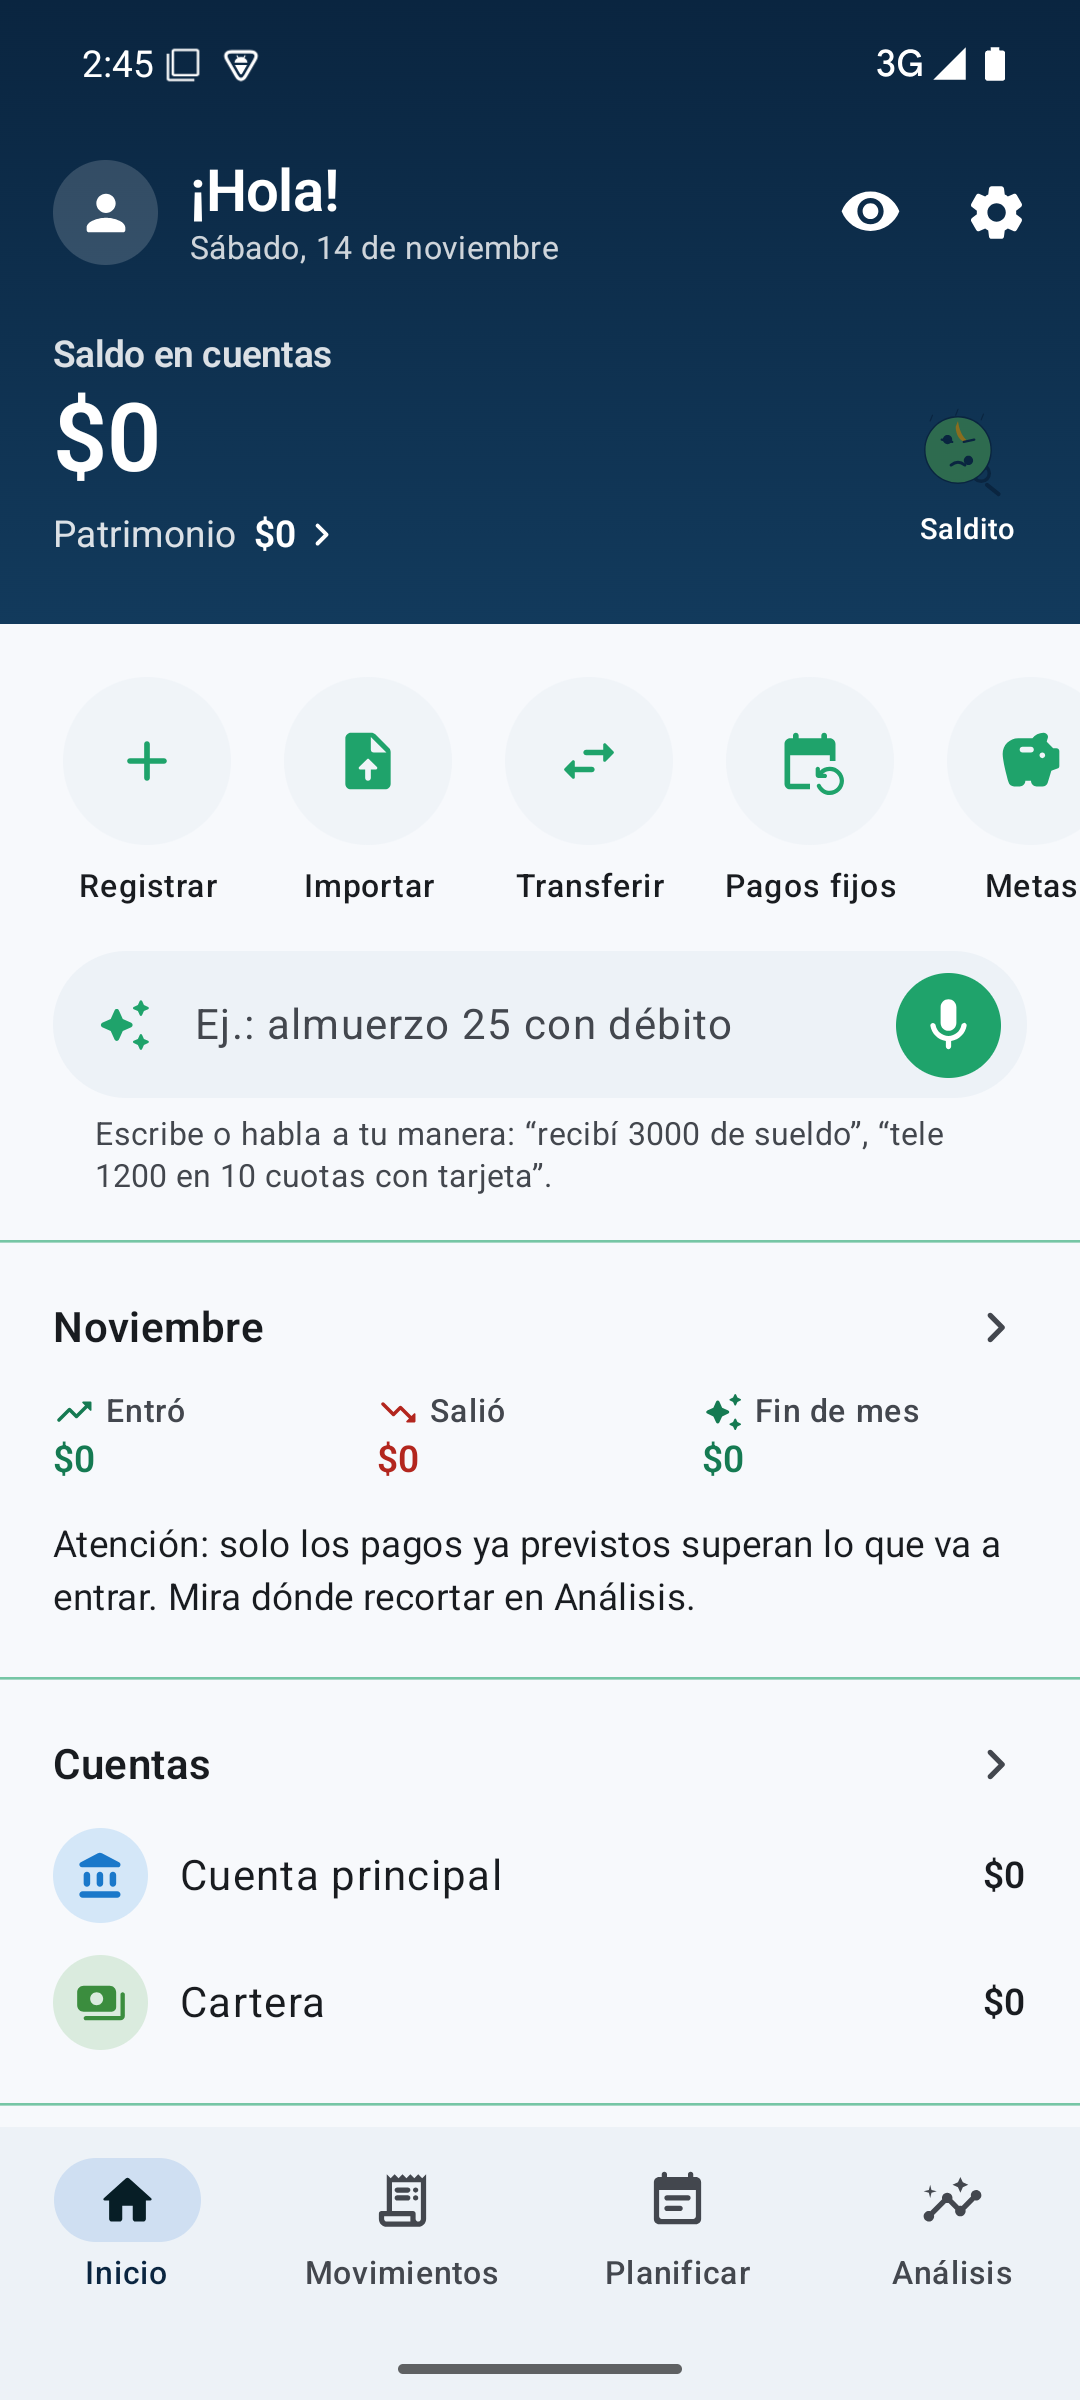 2:45
3G
¡Hola!
Sábado, 14 de noviembre
Saldo en cuentas
$0
Patrimonio $0
Saldito
Registrar
Importar
Transferir
Pagos fijos
Metas
Ej.: almuerzo 25 con débito
Escribe o habla a tu manera: “recibí 3000 de sueldo”, “tele
1200 en 10 cuotas con tarjeta”.
Noviembre
Entró
Salió
Fin de mes
$0
$0
$0
Atención: solo los pagos ya previstos superan lo que va a
entrar. Mira dónde recortar en Análisis.
Cuentas
Cuenta principal
$0
Cartera
$0
Inicio
Movimientos
Planificar
Análisis